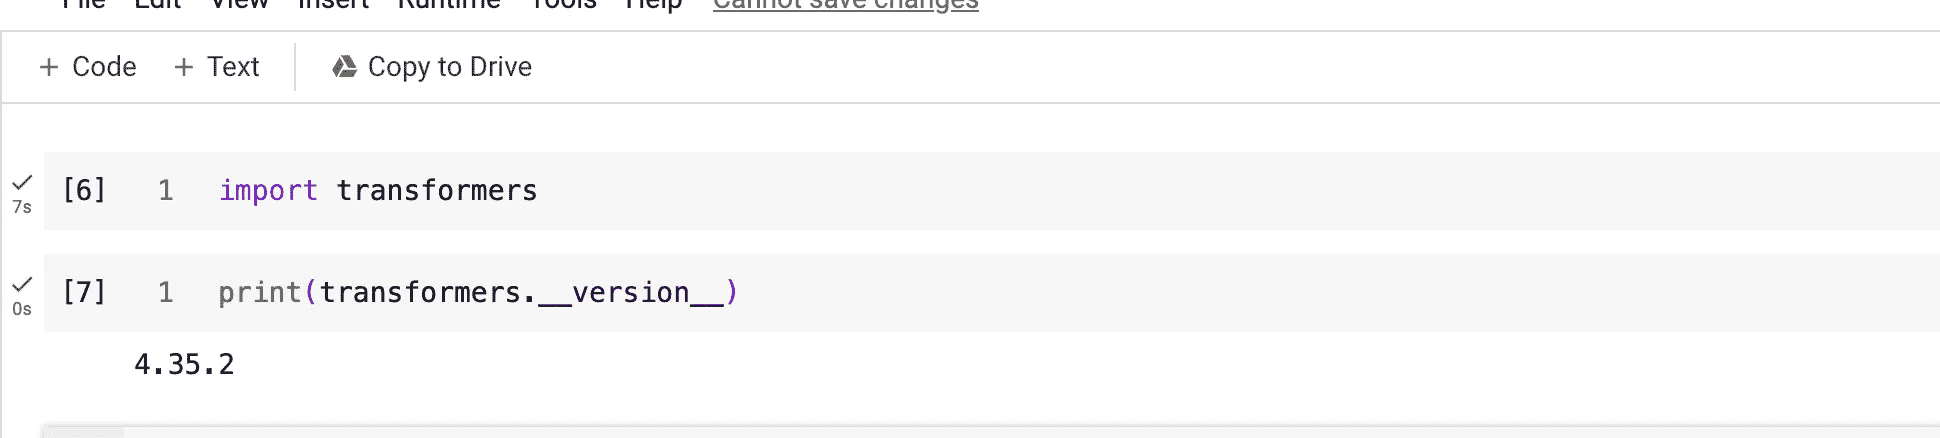 File Edit View Insert Runtime Tools Help Cannot save changes
+ Code + Text Copy to Drive
[6] 1 import transformers
7s
[7] 1 print(transformers.__version__)
0s
4.35.2